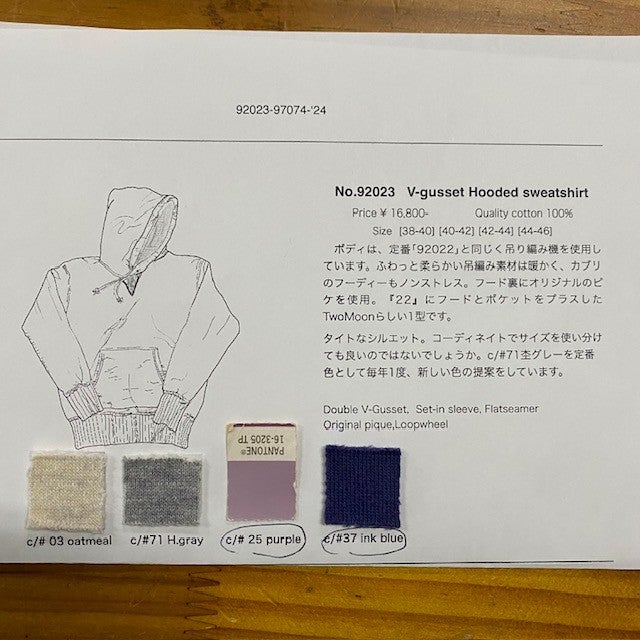 92023-97074-'24
No.92023 V-gusset Hooded sweatshirt
Price ¥ 16,800- Quality cotton 100%
Size [38-40] [40-42] [42-44] [44-46]
ボディは、定番「92022」と同じく吊り編み機を使用し
ています。ふわっと柔らかい吊編み素材は暖かく、カブリ
のフーディーもノンストレス。フード裏にオリジナルのピ
ケを使用。『22』にフードとポケットをプラスした
TwoMoonらしい1型です。
タイトなシルエット。コーディネイトでサイズを使い分け
ても良いのではないでしょうか。c/#71杢グレーを定番
色として毎年1度、新しい色の提案をしています。
Double V-Gusset, Set-in sleeve, Flatseamer
Original pique,Loopwheel
PANTONE®
16-3205 TP
c/# 03 oatmeal c/#71 H.gray c/# 25 purple c/#37 ink blue